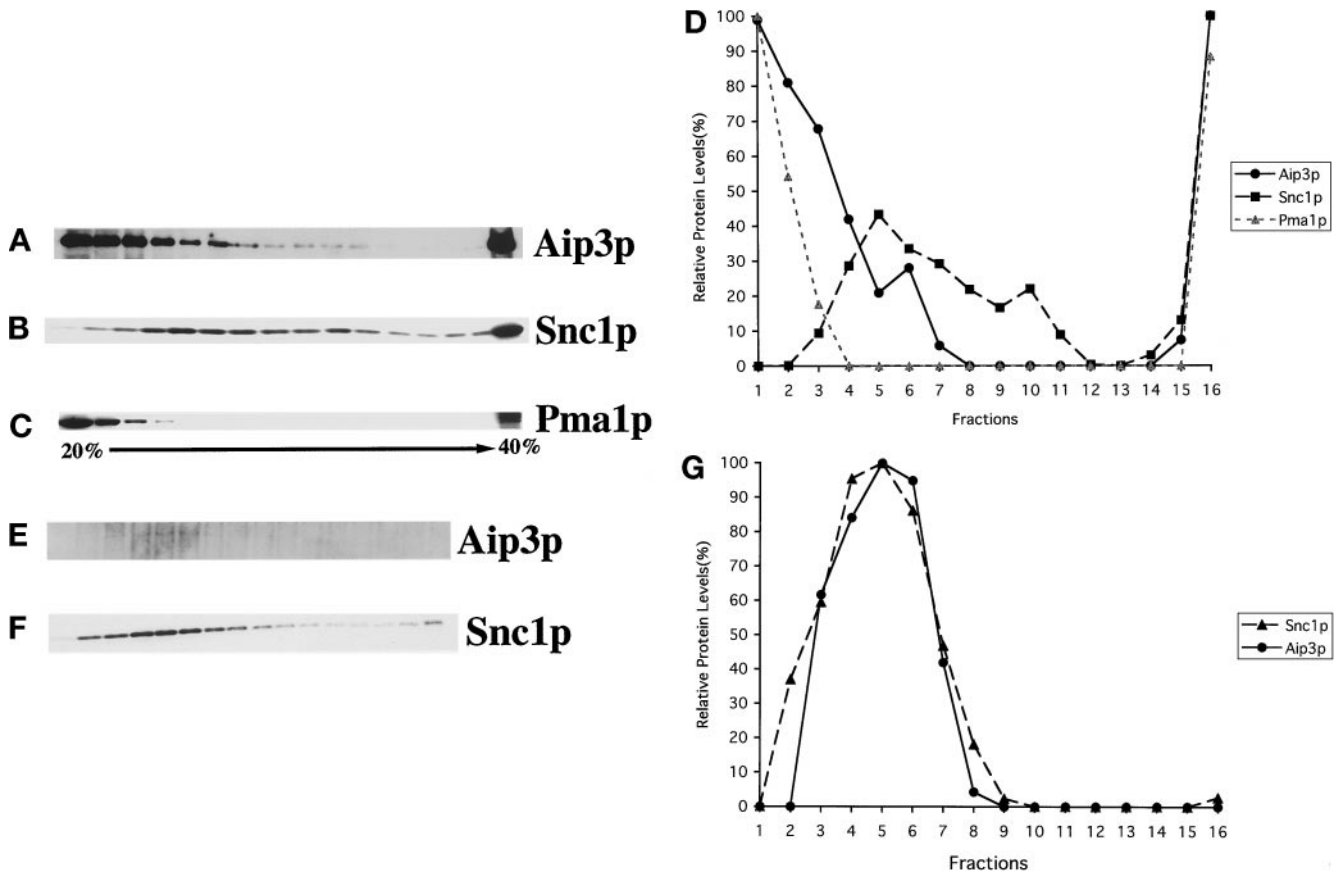 A
Aip3p
B
Snc1p
C
Pma1p
20%
40%
E
Aip3p
F
Snc1p
D
Relative Protein Levels(%)
100
90
80
70
60
50
40
30
20
10
0
1 2 3 4 5 6 7 8 9 10 11 12 13 14 15 16
Fractions
Aip3p
Snc1p
Pma1p
G
Relative Protein Levels(%)
100
90
80
70
60
50
40
30
20
10
0
1 2 3 4 5 6 7 8 9 10 11 12 13 14 15 16
Fractions
Snc1p
Aip3p